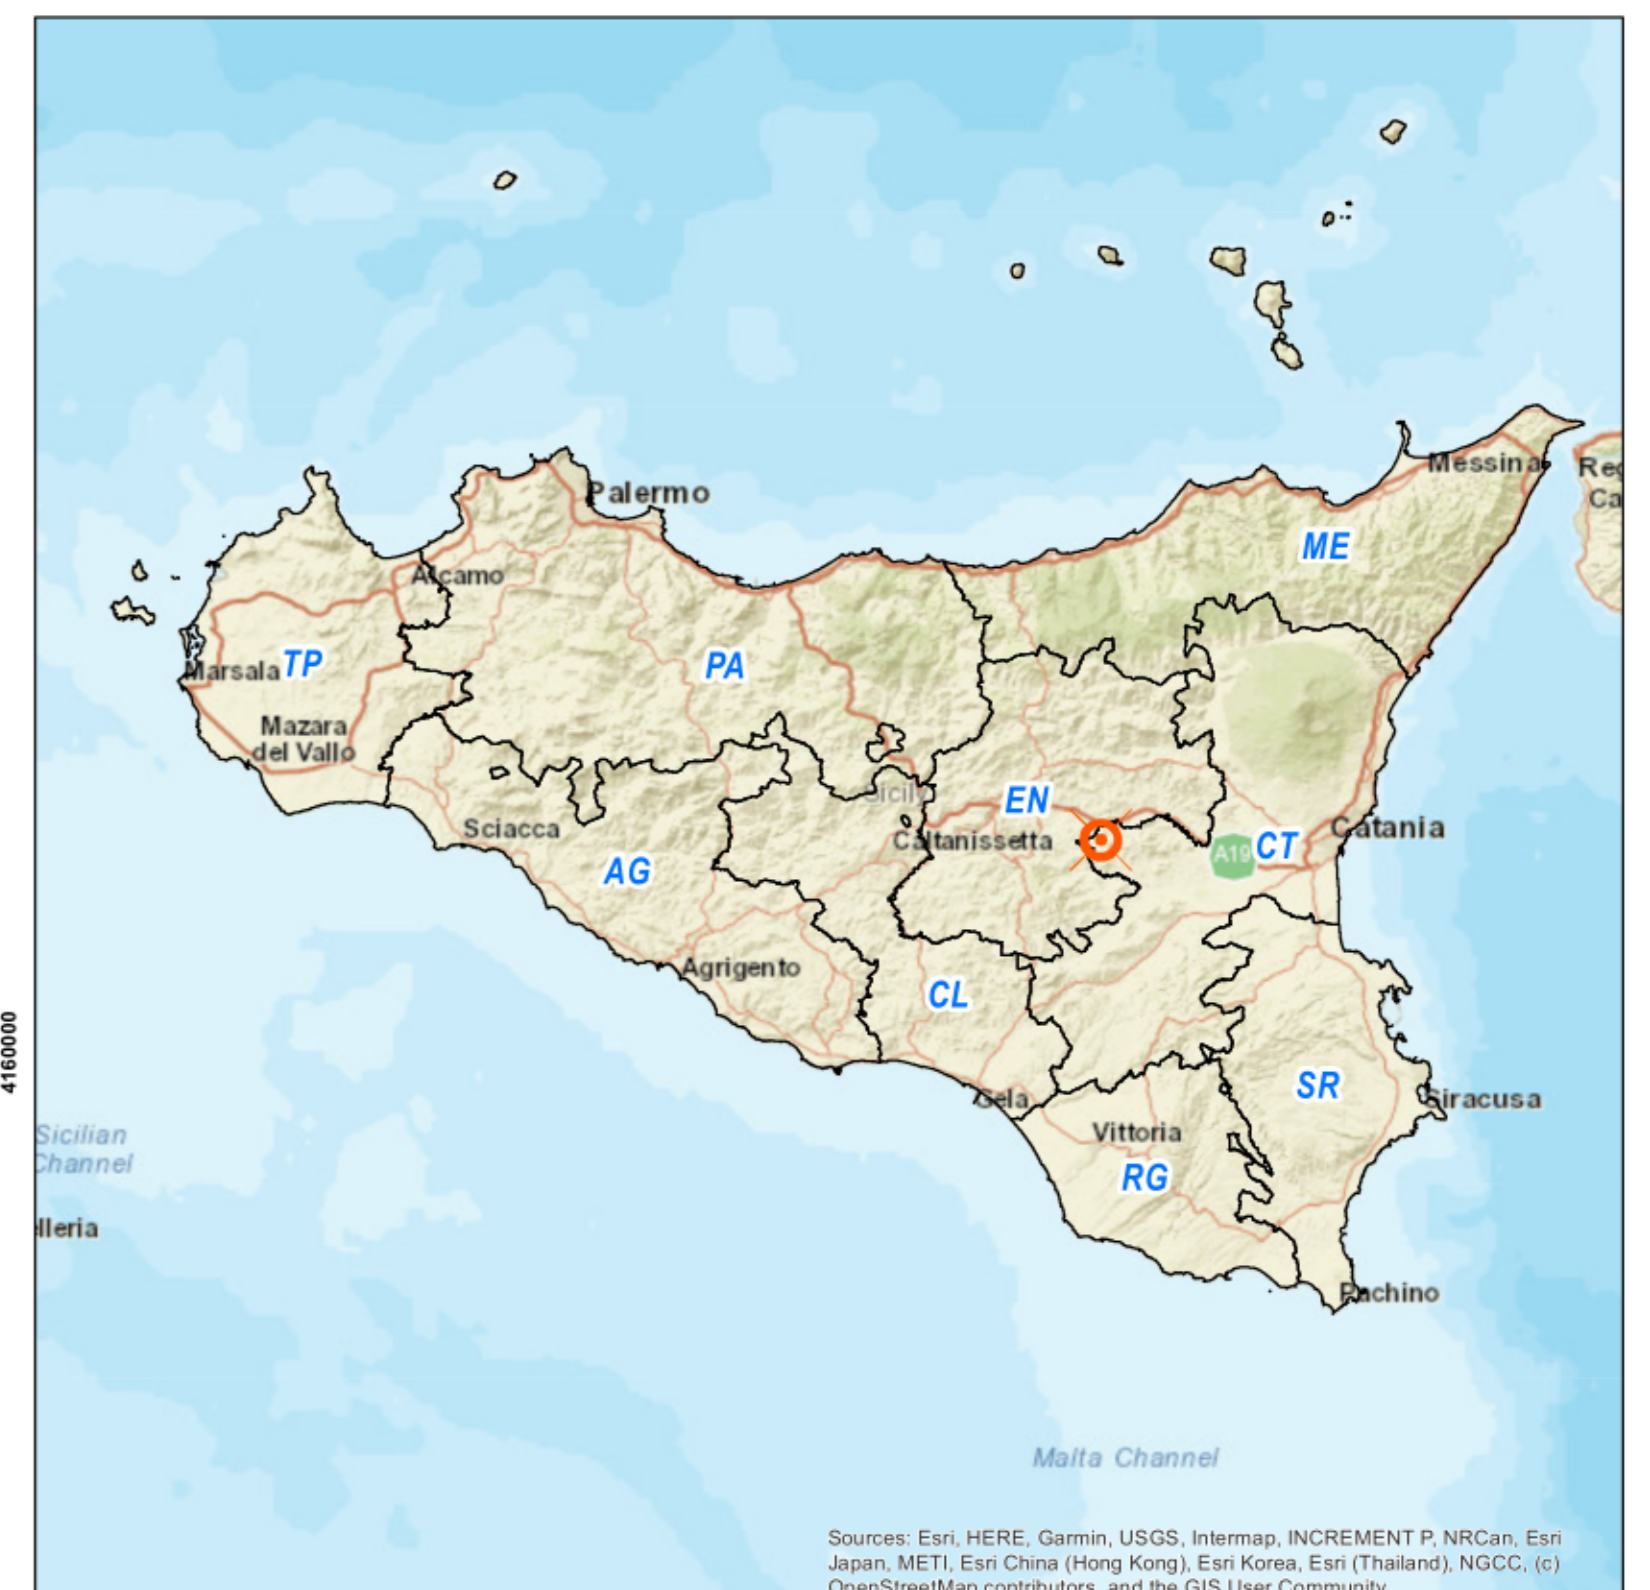 Messina
Reg
Ca
Palermo
ME
Alcamo
TP
PA
Marsala
Mazara
del Vallo
Sicily
EN
Sciacca
Caltanissetta
A19
CT
Catania
AG
Agrigento
CL
4160000
SR
Gela
Siracusa
Vittoria
Sicilian
Channel
RG
elleria
Pachino
Malta Channel
Sources: Esri, HERE, Garmin, USGS, Intermap, INCREMENT P, NRCan, Esri
Japan, METI, Esri China (Hong Kong), Esri Korea, Esri (Thailand), NGCC, (c)
OpenStreetMap contributors, and the GIS User Community